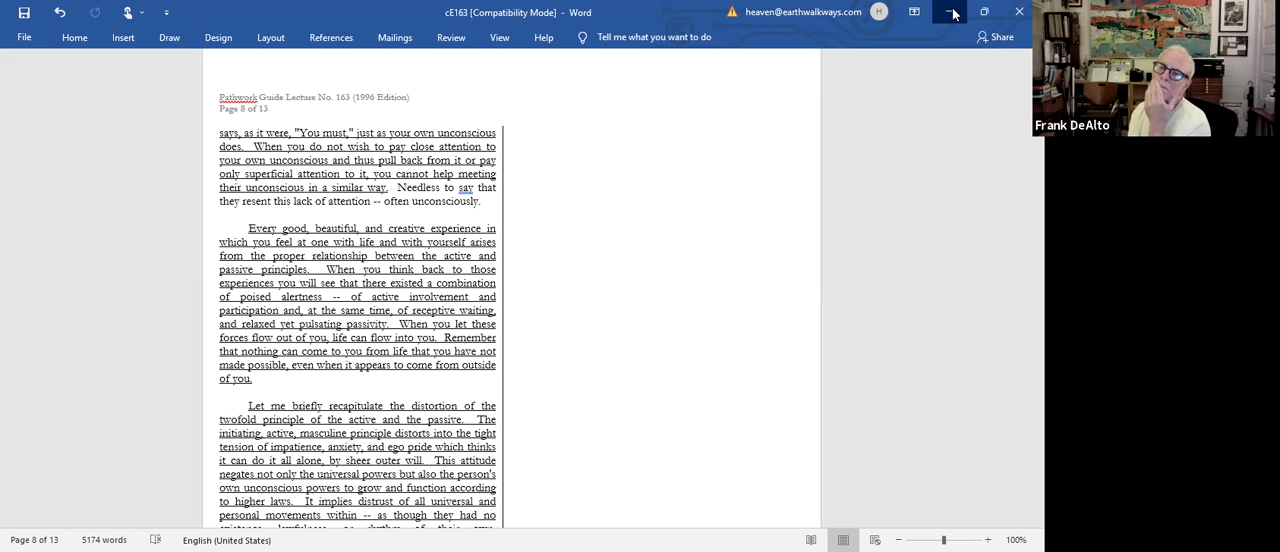 cE163 [Compatibility Mode] - Word
heaven@earthwalkways.com
H
File Home Insert Draw Design Layout References Mailings Review View Help Tell me what you want to do Share
Pathwork Guide Lecture No. 163 (1996 Edition)
Page 8 of 13
says, as it were, "You must," just as your own unconscious
does. When you do not wish to pay close attention to
your own unconscious and thus pull back from it or pay
only superficial attention to it, you cannot help meeting
their unconscious in a similar way. Needless to say that
they resent this lack of attention -- often unconsciously.
Every good, beautiful, and creative experience in
which you feel at one with life and with yourself arises
from the proper relationship between the active and
passive principles. When you think back to those
experiences you will see that there existed a combination
of poised alertness -- of active involvement and
participation and, at the same time, of receptive waiting,
and relaxed yet pulsating passivity. When you let these
forces flow out of you, life can flow into you. Remember
that nothing can come to you from life that you have not
made possible, even when it appears to come from outside
of you.
Let me briefly recapitulate the distortion of the
twofold principle of the active and the passive. The
initiating, active, masculine principle distorts into the tight
tension of impatience, anxiety, and ego pride which thinks
it can do it all alone, by sheer outer will. This attitude
negates not only the universal powers but also the person's
own unconscious powers to grow and function according
to higher laws. It implies distrust of all universal and
personal movements within -- as though they had no
Frank DeAlto
Page 8 of 13 5174 words English (United States) 100%